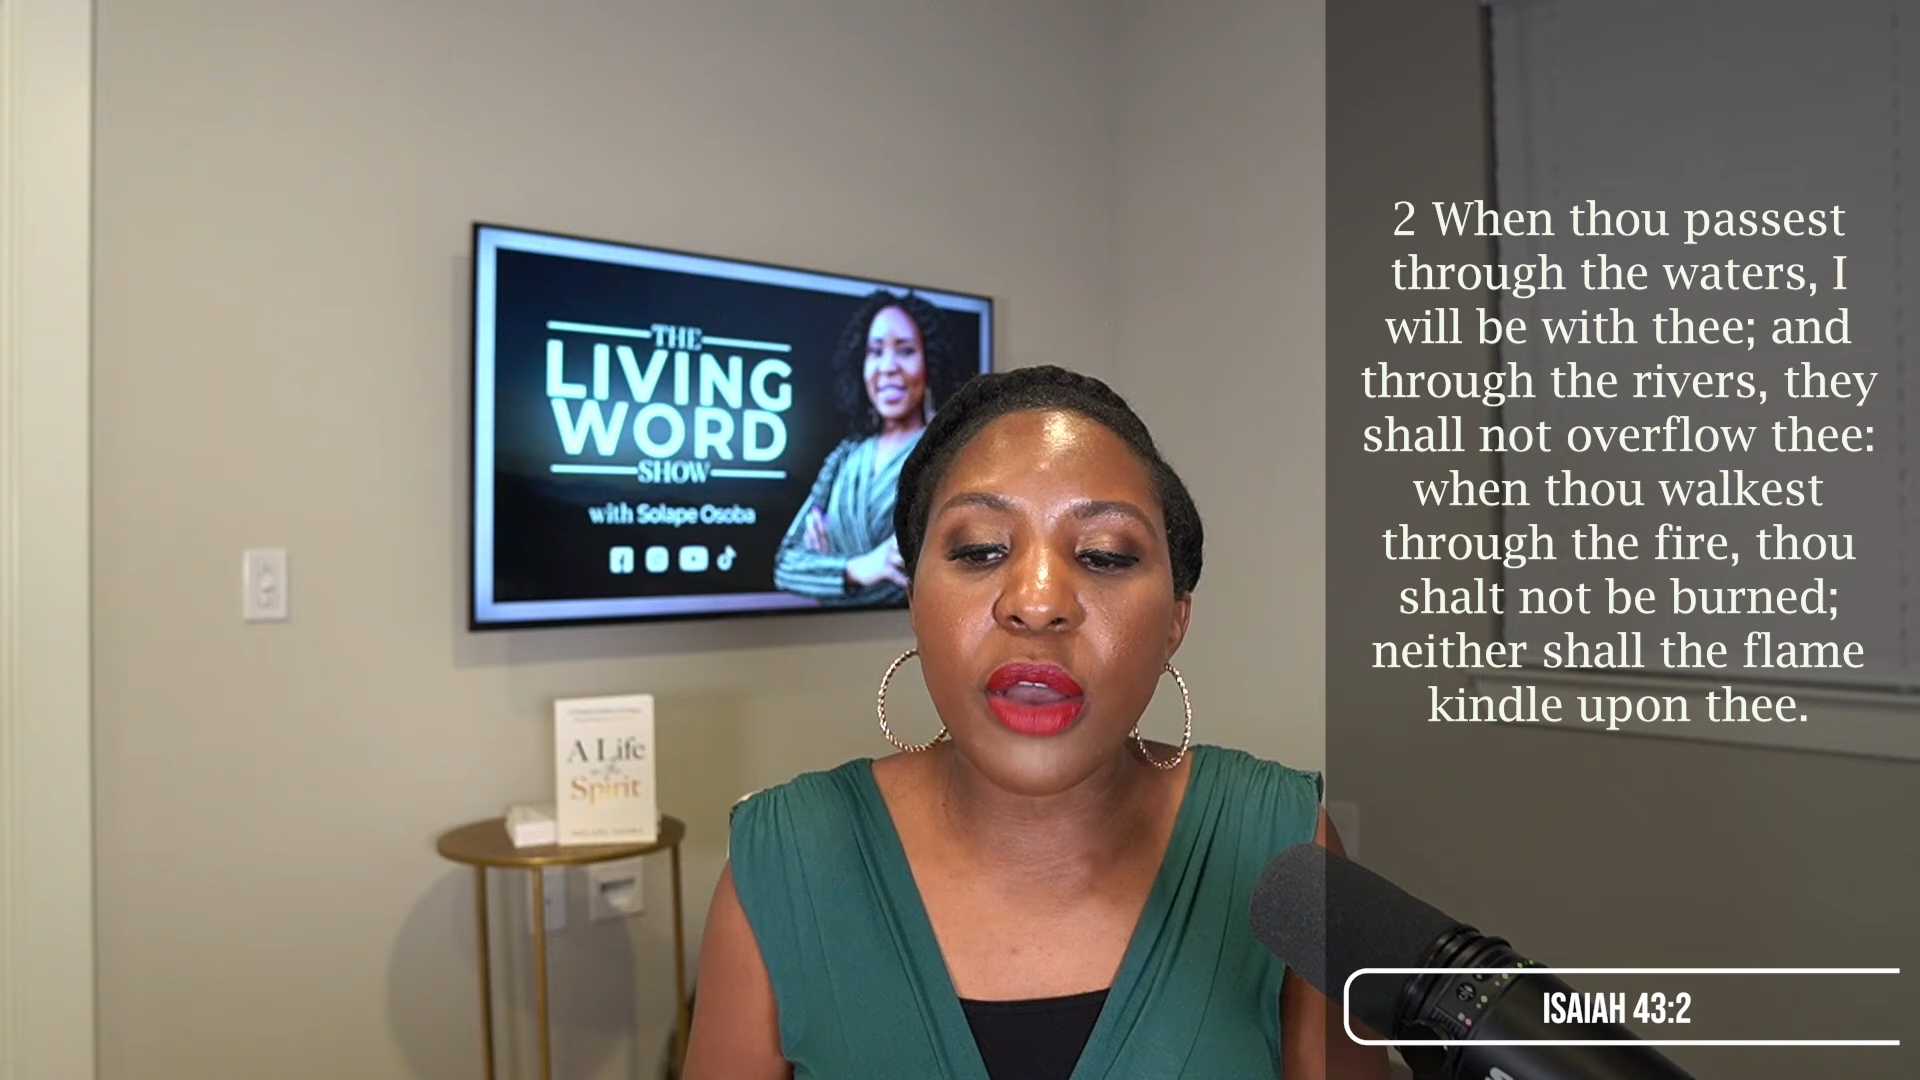 THE
LIVING
WORD
SHOW
with Solape Osoba
A Life
in the
Spirit
2 When thou passest
through the waters, I
will be with thee; and
through the rivers, they
shall not overflow thee:
when thou walkest
through the fire, thou
shalt not be burned;
neither shall the flame
kindle upon thee.
ISAIAH 43:2